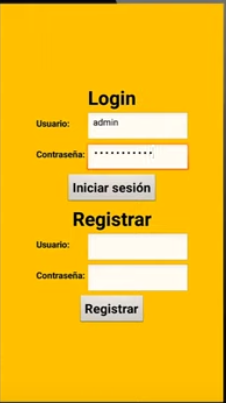 Login
Usuario: admin
Contraseña: ···········
Iniciar sesión
Registrar
Usuario:
Contraseña:
Registrar